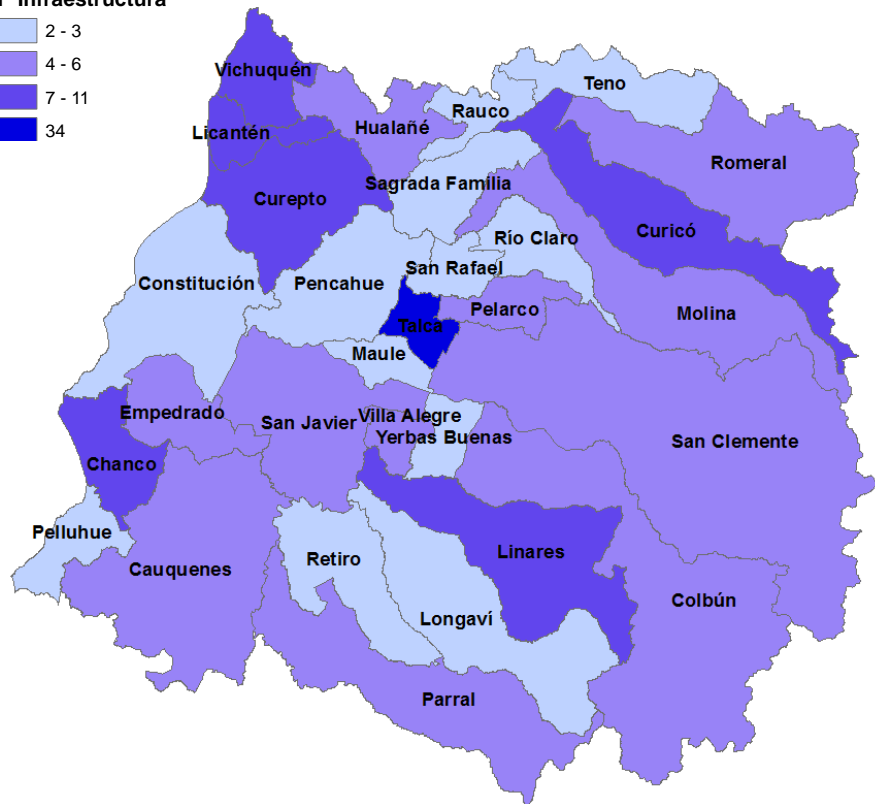 Infraestructura
2 - 3
4 - 6
7 - 11
34
Vichuquén
Teno
Rauco
Licantén
Hualañé
Romeral
Sagrada Familia
Curepto
Curicó
Río Claro
San Rafael
Constitución
Pencahue
Pelarco
Molina
Talca
Maule
Empedrado
Villa Alegre
San Javier
Yerbas Buenas
San Clemente
Chanco
Pelluhue
Linares
Retiro
Cauquenes
Colbún
Longaví
Parral